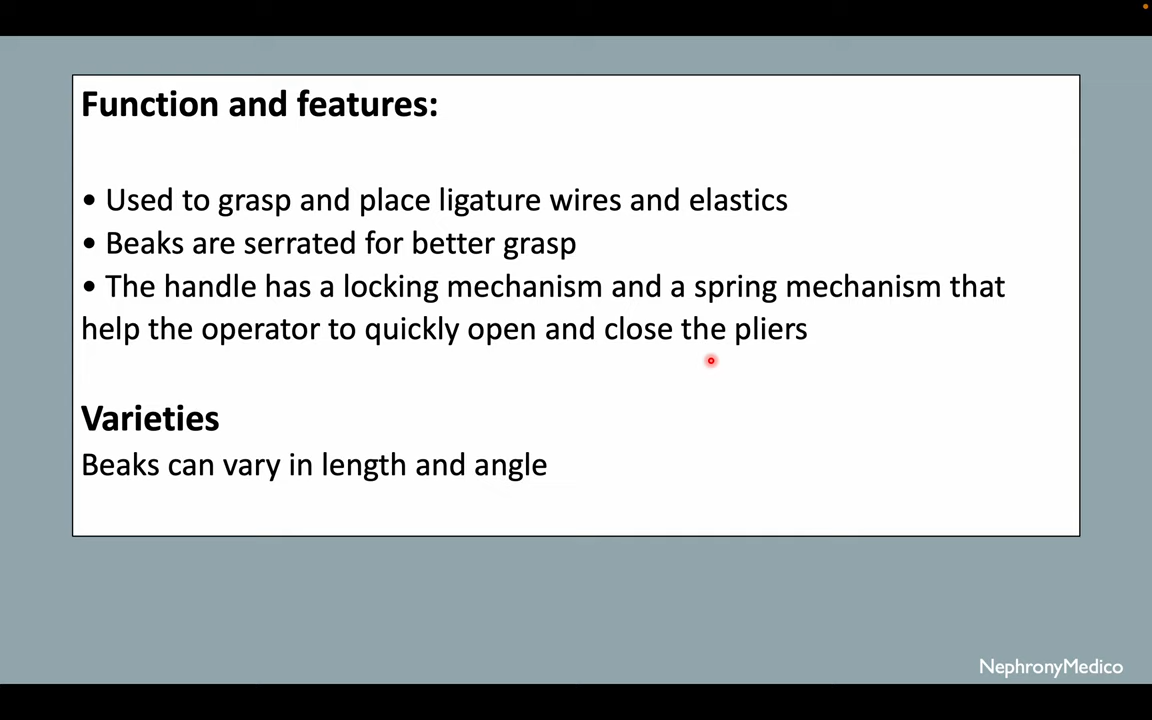 Function and features:
• Used to grasp and place ligature wires and elastics
• Beaks are serrated for better grasp
• The handle has a locking mechanism and a spring mechanism that
help the operator to quickly open and close the pliers
Varieties
Beaks can vary in length and angle
NephronyMedico